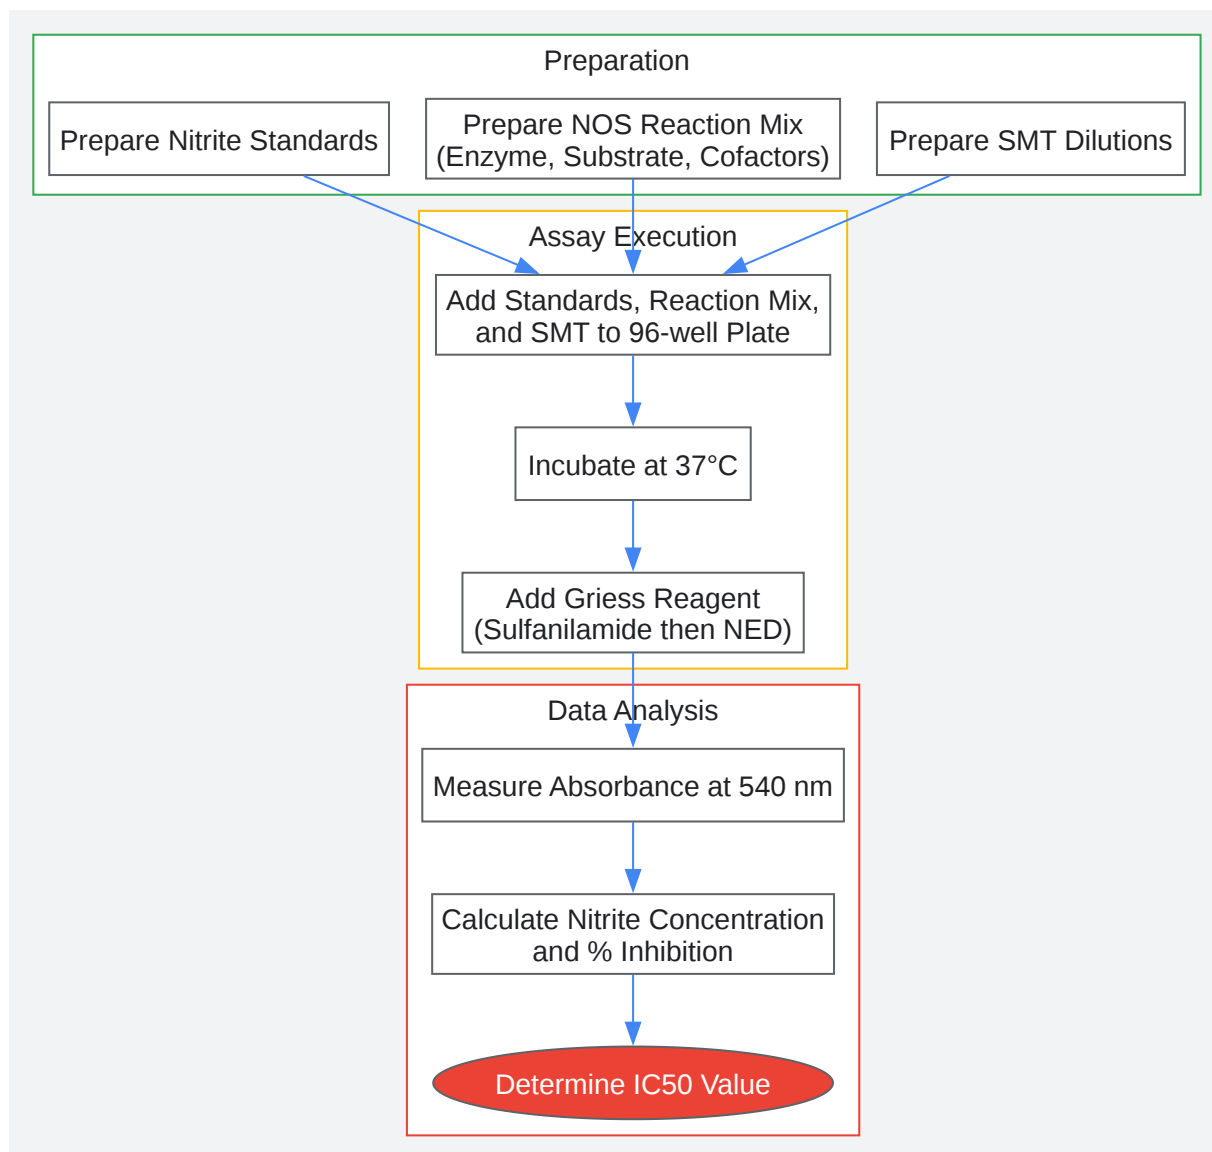 Preparation
Prepare Nitrite Standards
Prepare NOS Reaction Mix
(Enzyme, Substrate, Cofactors)
Prepare SMT Dilutions
Assay Execution
Add Standards, Reaction Mix,
and SMT to 96-well Plate
Incubate at 37°C
Add Griess Reagent
(Sulfanilamide then NED)
Data Analysis
Measure Absorbance at 540 nm
Calculate Nitrite Concentration
and % Inhibition
Determine IC50 Value